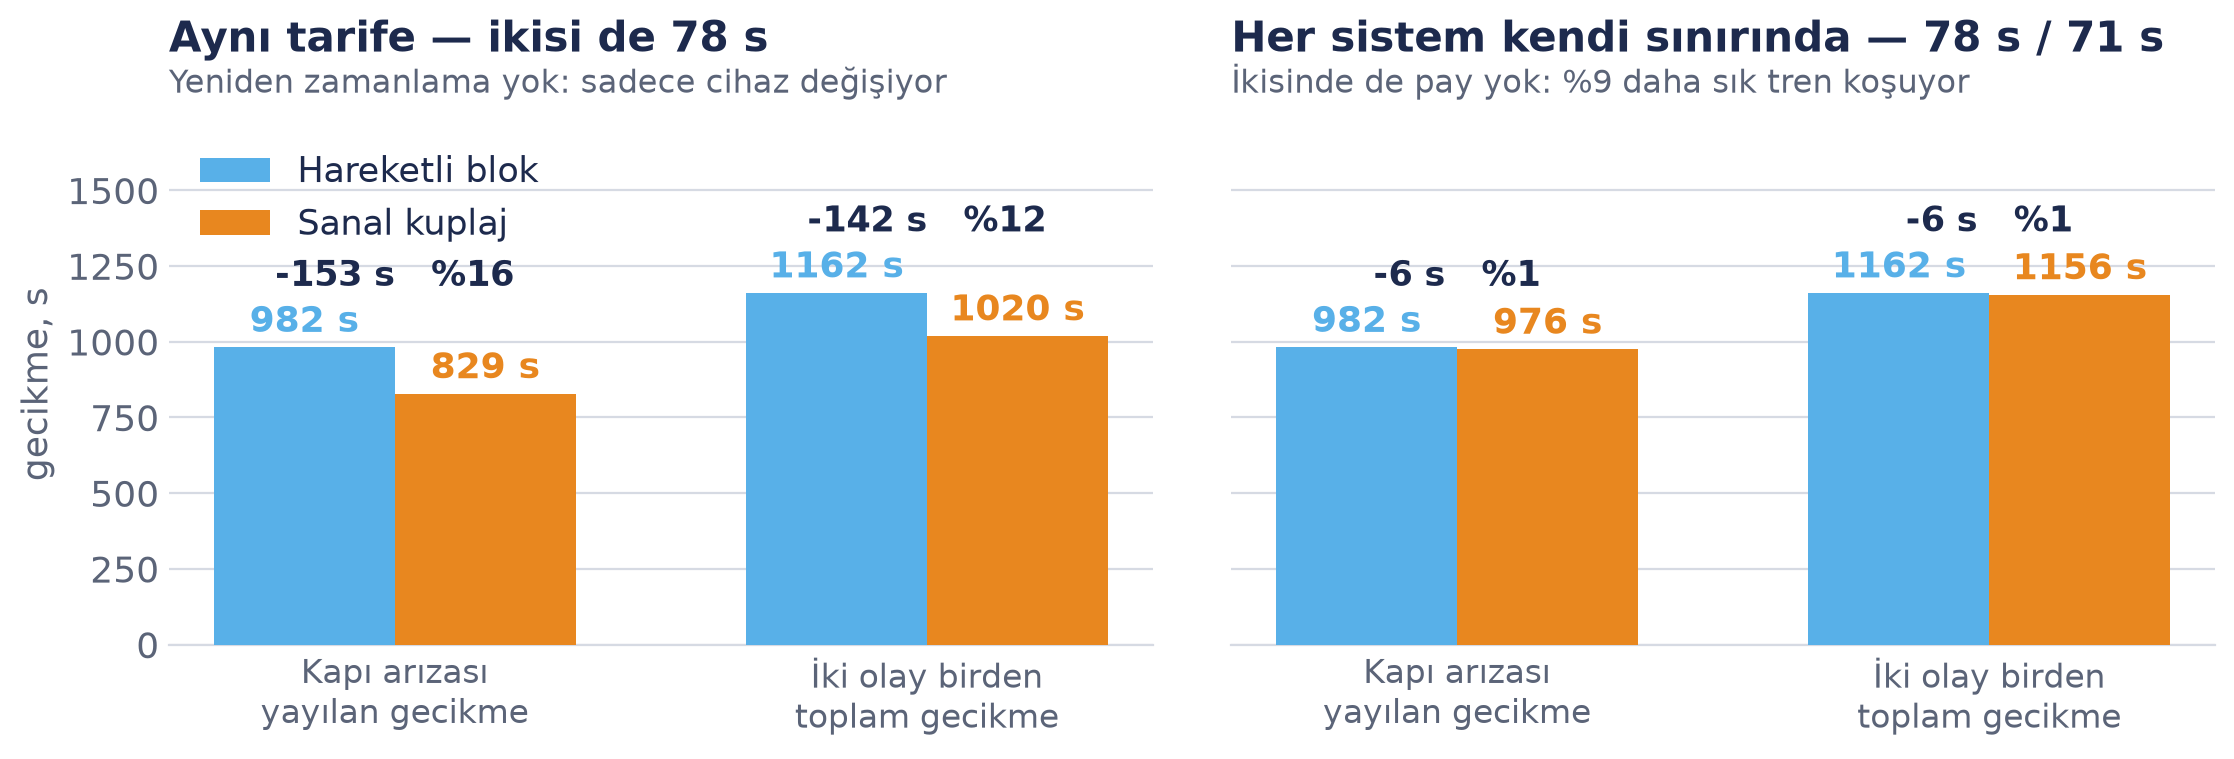 Aynı tarife — ikisi de 78 s
Yeniden zamanlama yok: sadece cihaz değişiyor
Hareketli blok
Sanal kuplaj
gecikme, s
1500
1250
1000
750
500
250
0
-153 s %16
982 s
829 s
-142 s %12
1162 s
1020 s
Kapı arızası
yayılan gecikme
İki olay birden
toplam gecikme
Her sistem kendi sınırında — 78 s / 71 s
İkisinde de pay yok: %9 daha sık tren koşuyor
-6 s %1
982 s
976 s
-6 s %1
1162 s
1156 s
Kapı arızası
yayılan gecikme
İki olay birden
toplam gecikme